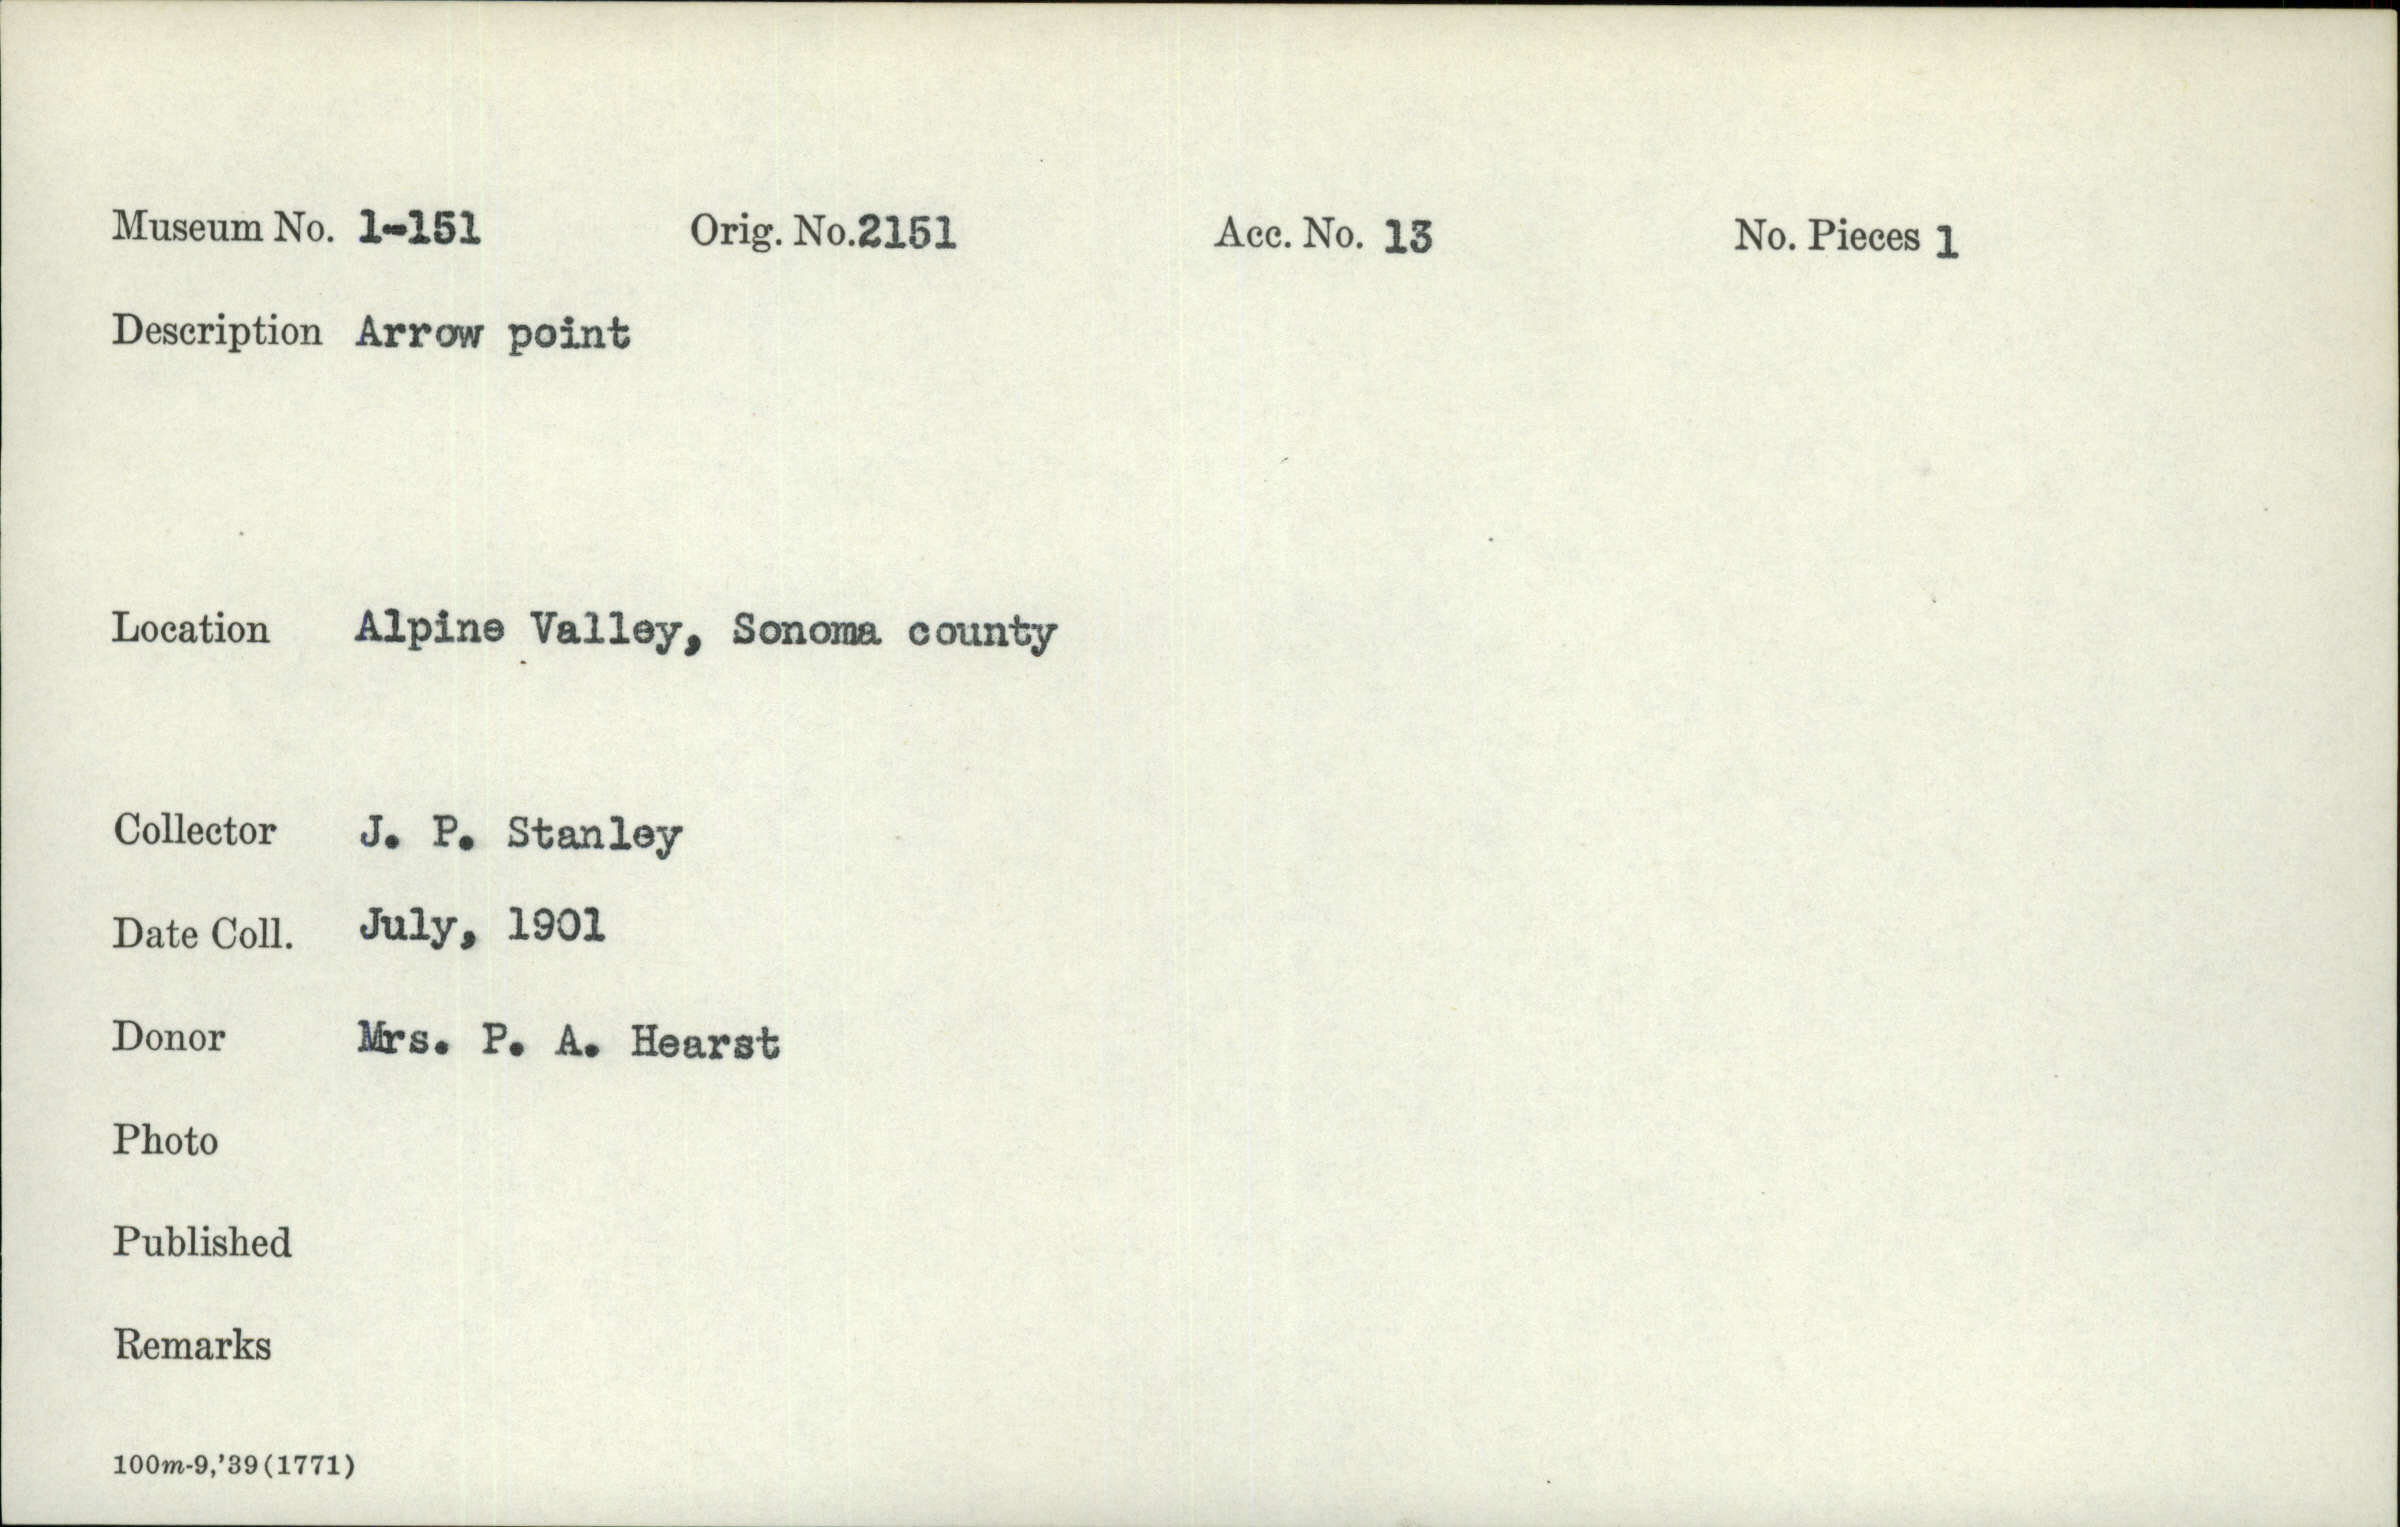 Museum No. 1-151 Orig. No.2151 Acc. No. 13 No. Pieces 1
Description Arrow point
Location Alpine Valley, Sonoma county
Collector J. P. Stanley
Date Coll. July, 1901
Donor Mrs. P. A. Hearst
Photo
Published
Remarks
100m-9,'39(1771)